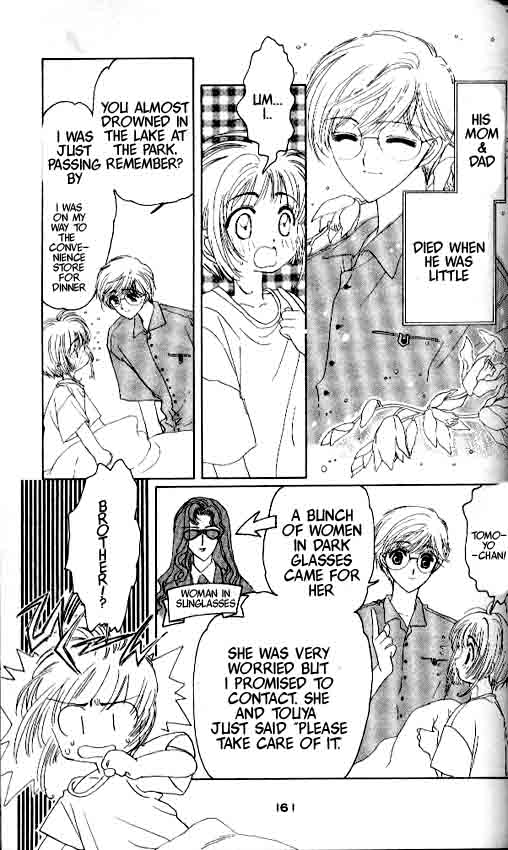 HIS
MOM
&
DAD
DIED WHEN
HE WAS
LITTLE
UM...
I..
YOU ALMOST
DROWNED IN
THE LAKE AT
THE PARK.
REMEMBER?
I WAS
JUST
PASSING
BY
I WAS
ON MY
WAY TO
THE
CONVE-
NIENCE
STORE
FOR
DINNER
TOMO-
YO
-CHAN!
A BUNCH
OF WOMEN
IN DARK
GLASSES
CAME FOR
HER
WOMAN IN
SUNGLASSES
SHE WAS VERY
WORRIED BUT
I PROMISED TO
CONTACT. SHE
AND TOUYA
JUST SAID "PLEASE
TAKE CARE OF IT.
BROTHER!?
161